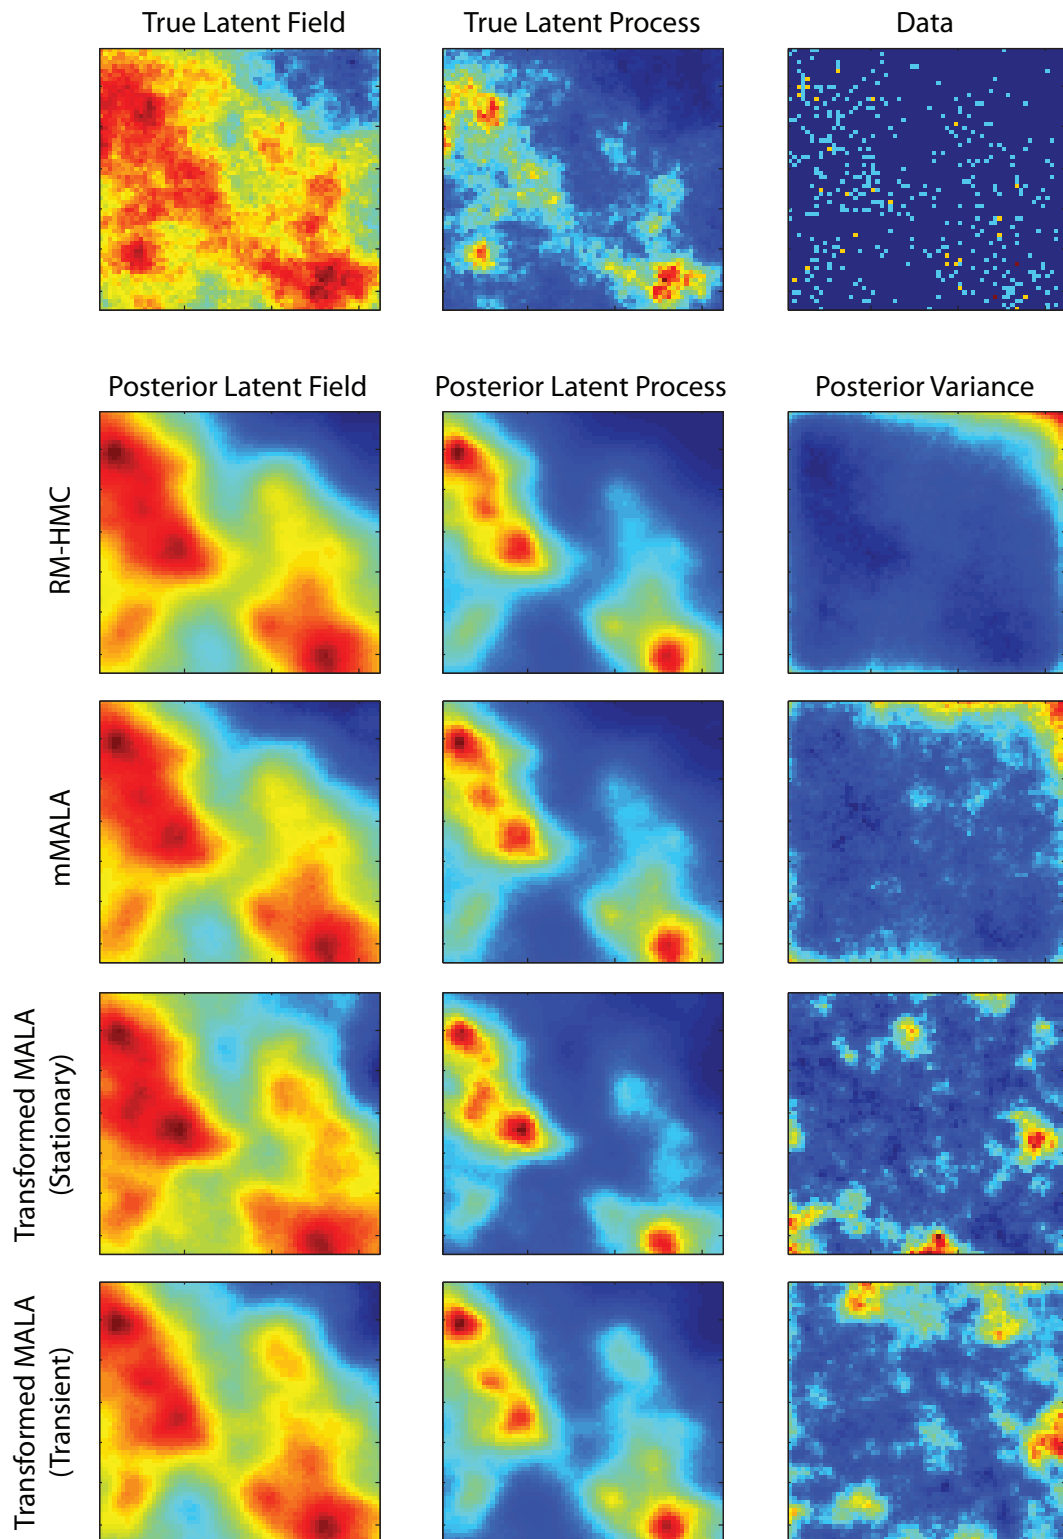 True Latent Field
True Latent Process
Data
Posterior Latent Field
Posterior Latent Process
Posterior Variance
RM-HMC
mMALA
Transformed MALA
(Stationary)
Transformed MALA
(Transient)